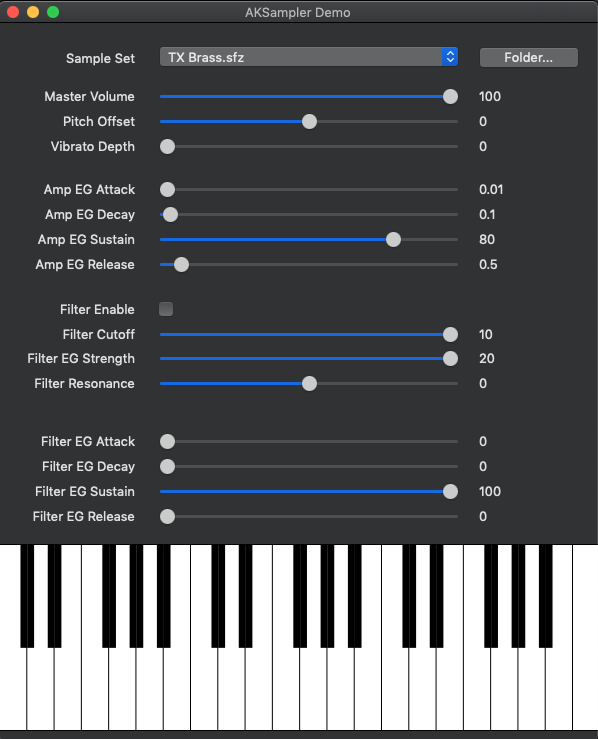 AKSampler Demo
Sample Set TX Brass.sfz Folder...
Master Volume 100
Pitch Offset 0
Vibrato Depth 0
Amp EG Attack 0.01
Amp EG Decay 0.1
Amp EG Sustain 80
Amp EG Release 0.5
Filter Enable
Filter Cutoff 10
Filter EG Strength 20
Filter Resonance 0
Filter EG Attack 0
Filter EG Decay 0
Filter EG Sustain 100
Filter EG Release 0